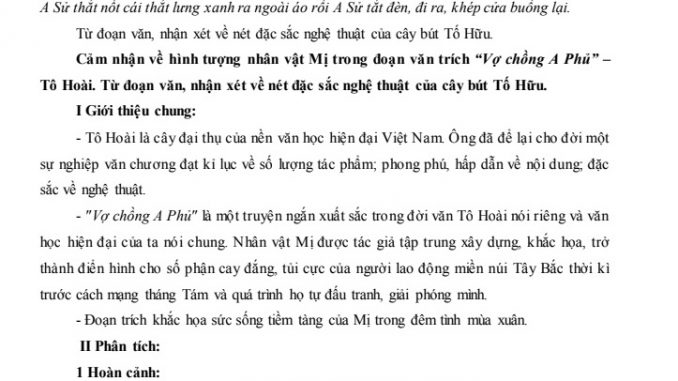 A Sử thắt nốt cái thắt lưng xanh ra ngoài áo rồi A Sử tắt đèn, đi ra, khép cửa buồng lại.
Từ đoạn văn, nhận xét về nét đặc sắc nghệ thuật của cây bút Tố Hữu.
Cảm nhận về hình tượng nhân vật Mị trong đoạn văn trích “Vợ chồng A Phủ” –
Tô Hoài. Từ đoạn văn, nhận xét về nét đặc sắc nghệ thuật của cây bút Tố Hữu.
I Giới thiệu chung:
- Tô Hoài là cây đại thụ của nền văn học hiện đại Việt Nam. Ông đã để lại cho đời một
sự nghiệp văn chương đạt kỉ lục về số lượng tác phẩm; phong phú, hấp dẫn về nội dung; đặc
sắc về nghệ thuật.
- "Vợ chồng A Phủ" là một truyện ngắn xuất sắc trong đời văn Tô Hoài nói riêng và văn
học hiện đại của ta nói chung. Nhân vật Mị được tác giả tập trung xây dựng, khắc họa, trở
thành điển hình cho số phận cay đắng, tủi cực của người lao động miền núi Tây Bắc thời kì
trước cách mạng tháng Tám và quá trình họ tự đấu tranh, giải phóng mình.
- Đoạn trích khắc họa sức sống tiềm tàng của Mị trong đêm tình mùa xuân.
II Phân tích:
1 Hoàn cảnh: